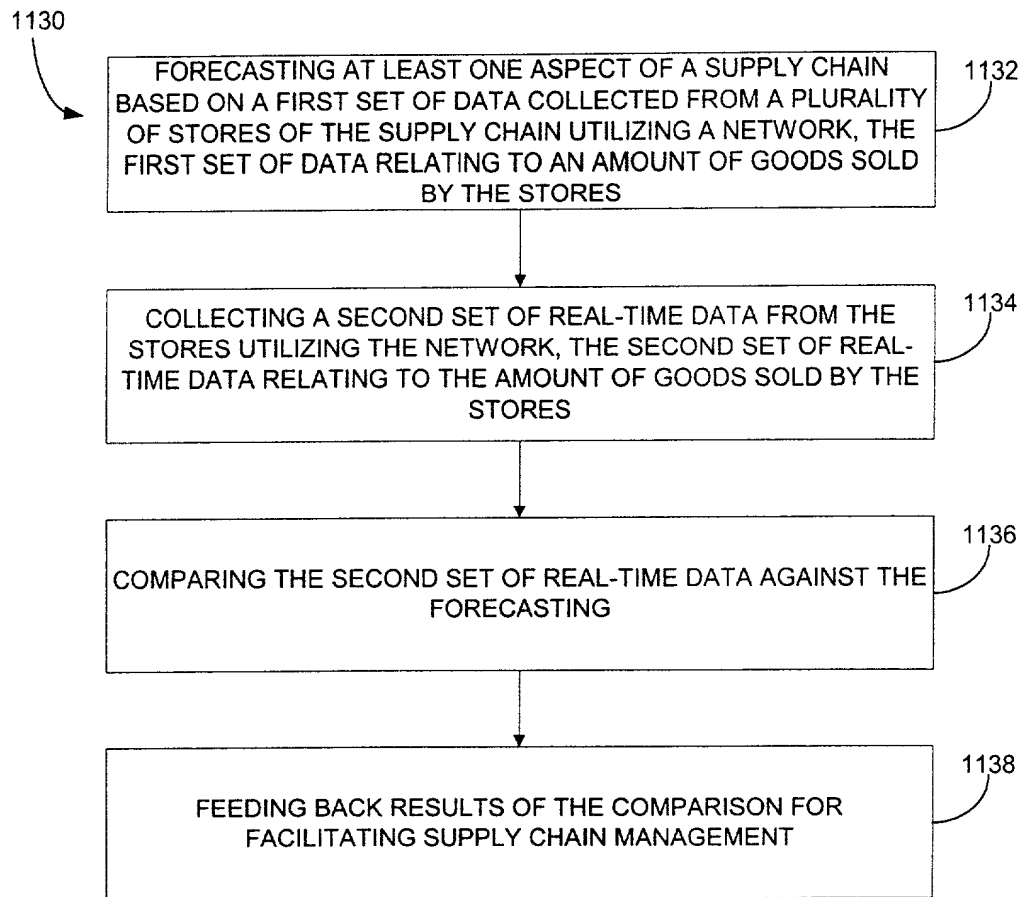 1130
FORECASTING AT LEAST ONE ASPECT OF A SUPPLY CHAIN
BASED ON A FIRST SET OF DATA COLLECTED FROM A PLURALITY
OF STORES OF THE SUPPLY CHAIN UTILIZING A NETWORK, THE
FIRST SET OF DATA RELATING TO AN AMOUNT OF GOODS SOLD
BY THE STORES
1132
COLLECTING A SECOND SET OF REAL-TIME DATA FROM THE
STORES UTILIZING THE NETWORK, THE SECOND SET OF REAL-
TIME DATA RELATING TO THE AMOUNT OF GOODS SOLD BY THE
STORES
1134
COMPARING THE SECOND SET OF REAL-TIME DATA AGAINST THE
FORECASTING
1136
FEEDING BACK RESULTS OF THE COMPARISON FOR
FACILITATING SUPPLY CHAIN MANAGEMENT
1138